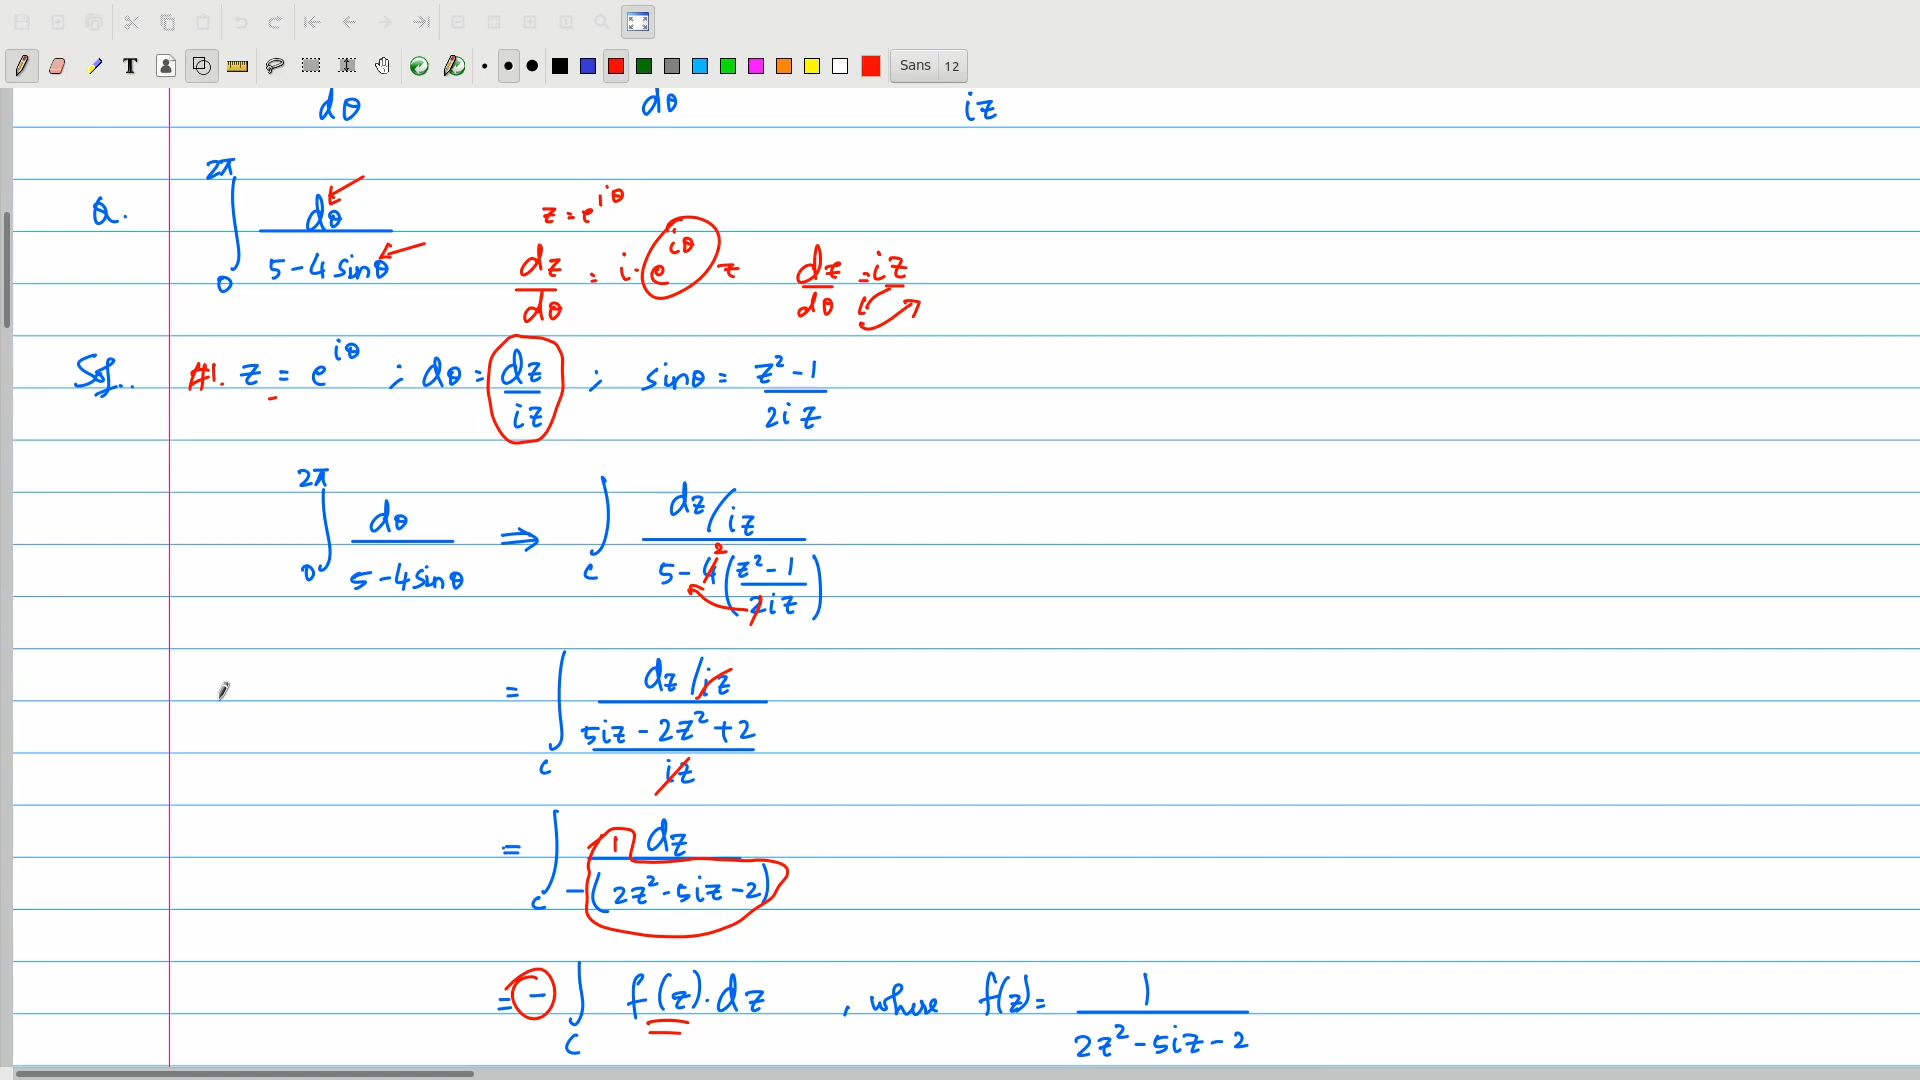 Sans 12
dθ dθ iz
Q. ∫₀^{2π} dθ / (5 - 4 sinθ) z = e^{iθ}
dz/dθ = i · e^{iθ} z dz/dθ = iz
Sol.. #1. z = e^{iθ} ; dθ = dz/iz ; sinθ = (z² - 1)/(2iz)
∫₀^{2π} dθ / (5 - 4 sinθ) ⇒ ∫_c (dz/iz) / (5 - 4 ((z² - 1)/(2iz))) 2
= ∫_c (dz/iz) / ((5iz - 2z² + 2)/iz)
= ∫_c 1 dz / -(2z² - 5iz - 2)
= - ∫_c f(z) · dz , where f(z) = 1 / (2z² - 5iz - 2)